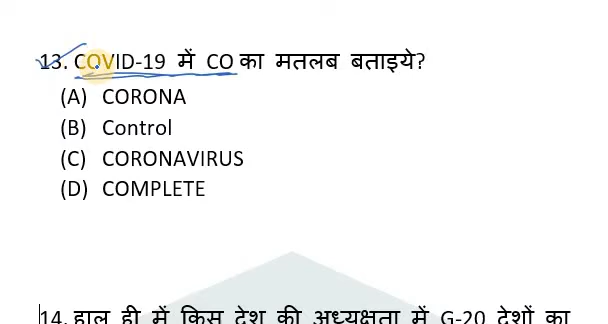 13. COVID-19 में CO का मतलब बताइये?
(A) CORONA
(B) Control
(C) CORONAVIRUS
(D) COMPLETE
14. हाल ही में किस देश की अध्यक्षता में G-20 देशों का